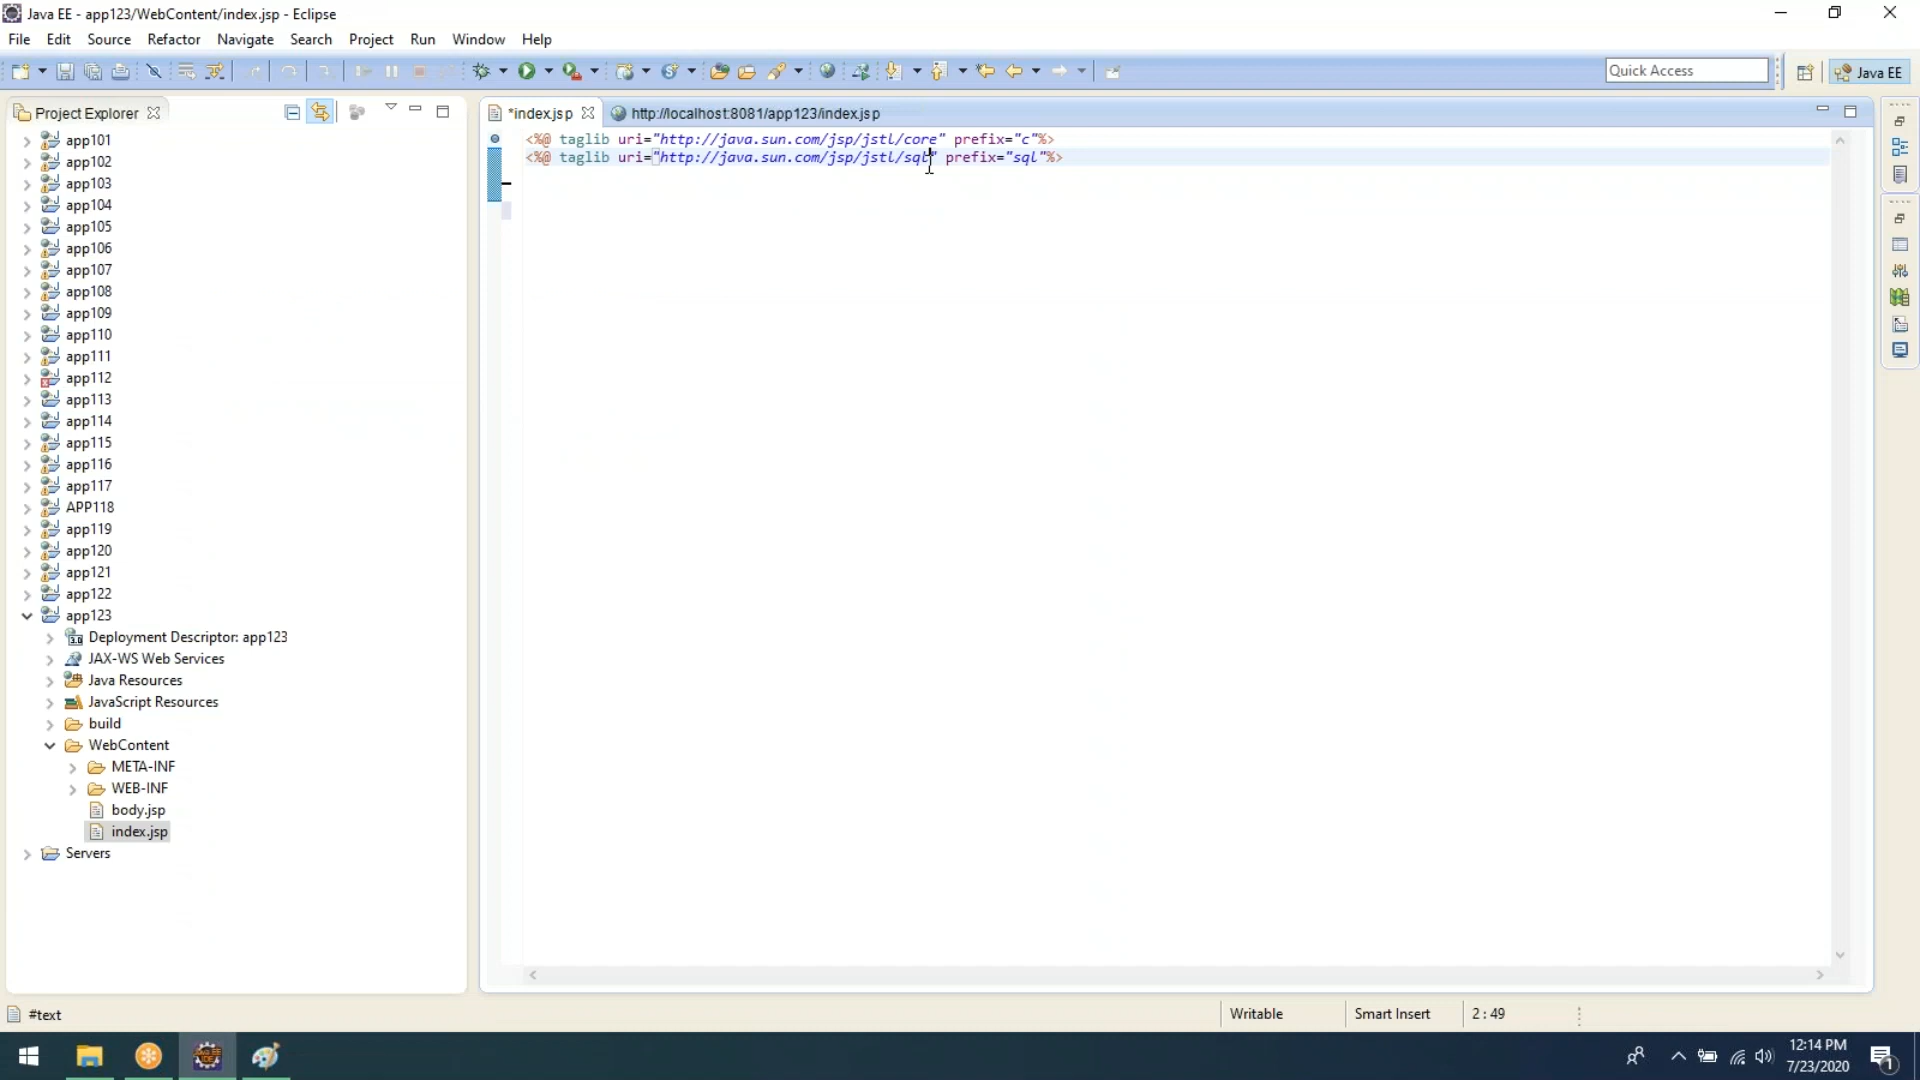 Java EE - app123/WebContent/index.jsp - Eclipse
File Edit Source Refactor Navigate Search Project Run Window Help
Quick Access
Java EE
Project Explorer
*index.jsp
http://localhost:8081/app123/index.jsp
<%@ taglib uri="http://java.sun.com/jsp/jstl/core" prefix="c"%>
<%@ taglib uri="http://java.sun.com/jsp/jstl/sql" prefix="sql"%>
app101
app102
app103
app104
app105
app106
app107
app108
app109
app110
app111
app112
app113
app114
app115
app116
app117
APP118
app119
app120
app121
app122
app123
Deployment Descriptor: app123
JAX-WS Web Services
Java Resources
JavaScript Resources
build
WebContent
META-INF
WEB-INF
body.jsp
index.jsp
Servers
#text
Writable
Smart Insert
2 : 49
12:14 PM
7/23/2020
1